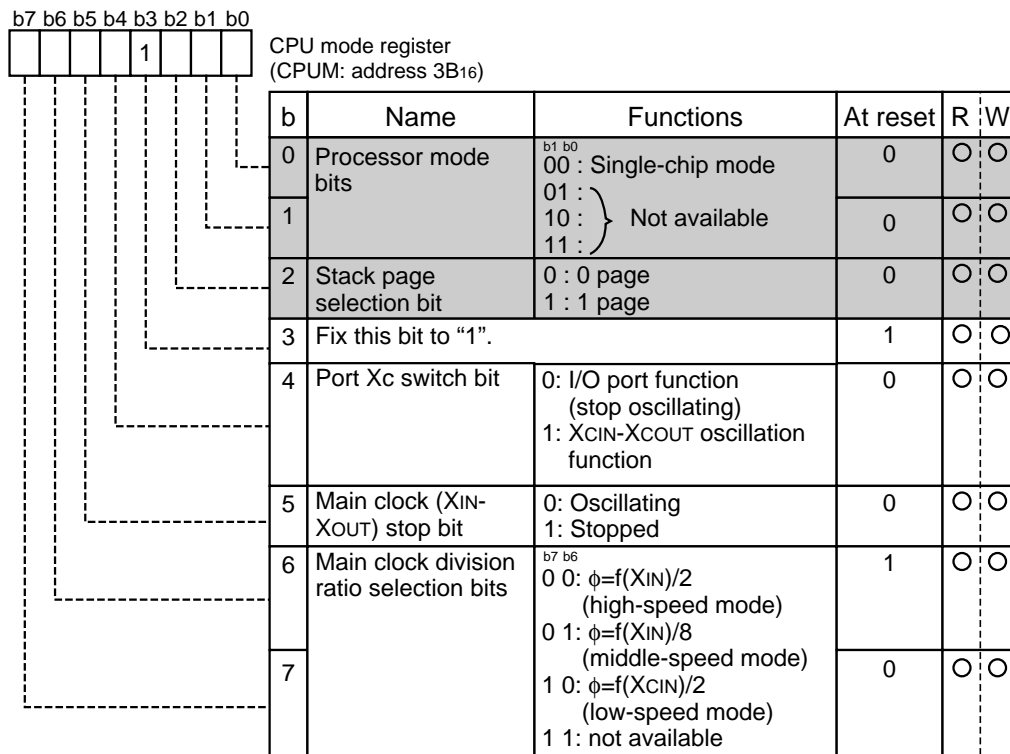 b7 b6 b5 b4 b3 b2 b1 b0
1
CPU mode register
(CPUM: address 3B16)
b Name Functions At reset R W
0 Processor mode bits
b1 b0
00 : Single-chip mode
01 :
10 : Not available
11 :
0 O O
1 0 O O
2 Stack page selection bit
0 : 0 page
1 : 1 page
0 O O
3 Fix this bit to “1”. 1 O O
4 Port Xc switch bit
0: I/O port function
(stop oscillating)
1: XCIN-XCOUT oscillation
function
0 O O
5 Main clock (XIN-
XOUT) stop bit
0: Oscillating
1: Stopped
0 O O
6 Main clock division
ratio selection bits
b7 b6
0 0: ϕ=f(XIN)/2
(high-speed mode)
0 1: ϕ=f(XIN)/8
(middle-speed mode)
1 O O
7
1 0: ϕ=f(XCIN)/2
(low-speed mode)
1 1: not available
0 O O